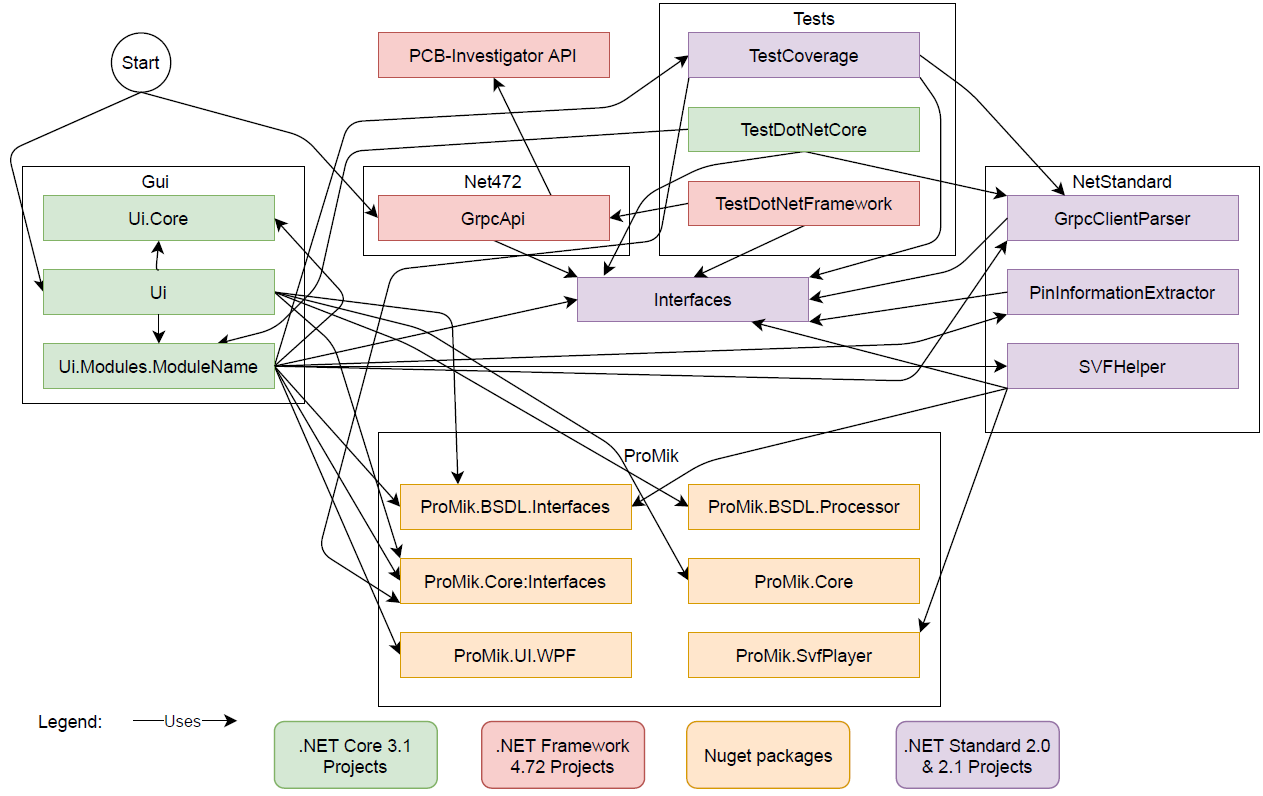 Tests
Start
PCB-Investigator API
TestCoverage
TestDotNetCore
Gui
Net472
NetStandard
Ui.Core
GrpcApi
TestDotNetFramework
GrpcClientParser
Ui
Interfaces
PinInformationExtractor
Ui.Modules.ModuleName
SVFHelper
ProMik
ProMik.BSDL.Interfaces
ProMik.BSDL.Processor
ProMik.Core:Interfaces
ProMik.Core
ProMik.UI.WPF
ProMik.SvfPlayer
Legend:
Uses
.NET Core 3.1
Projects
.NET Framework
4.72 Projects
Nuget packages
.NET Standard 2.0
& 2.1 Projects